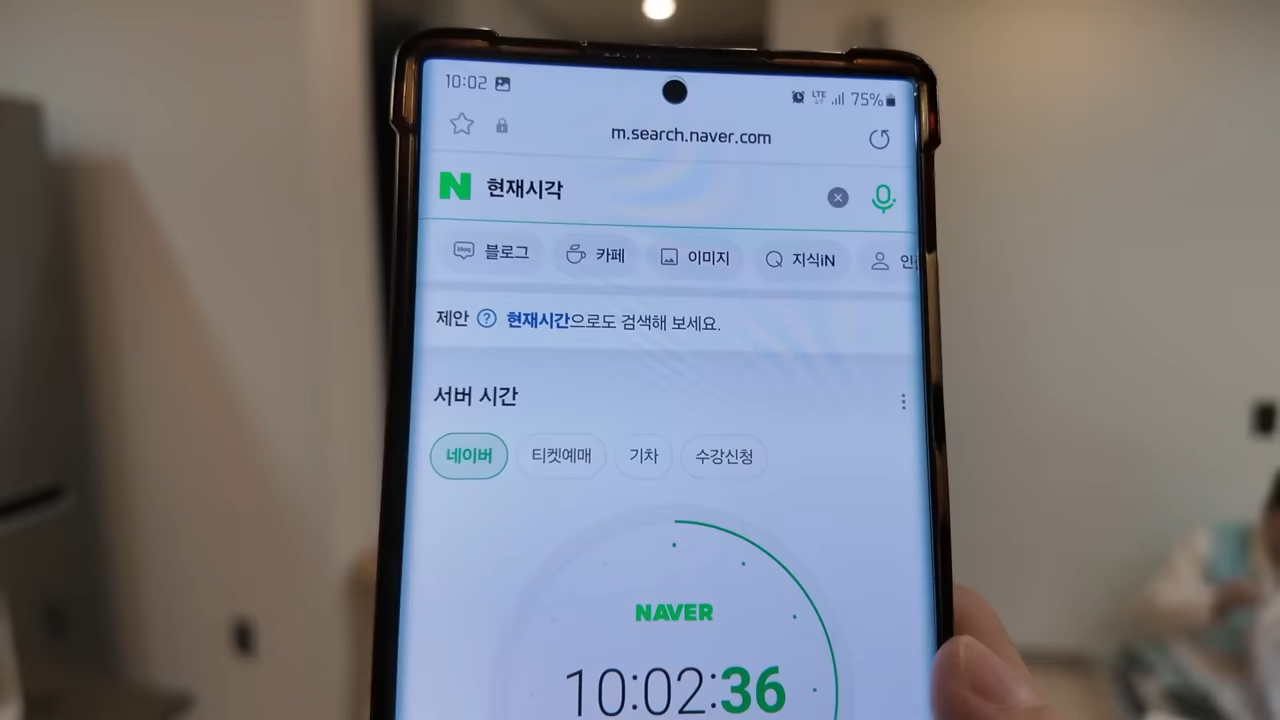 10:02 LTE 75%
m.search.naver.com
N 현재시각
블로그 카페 이미지 지식iN
제안 ? 현재시간으로도 검색해 보세요.
서버 시간
네이버 티켓예매 기차 수강신청
NAVER
10:02:36